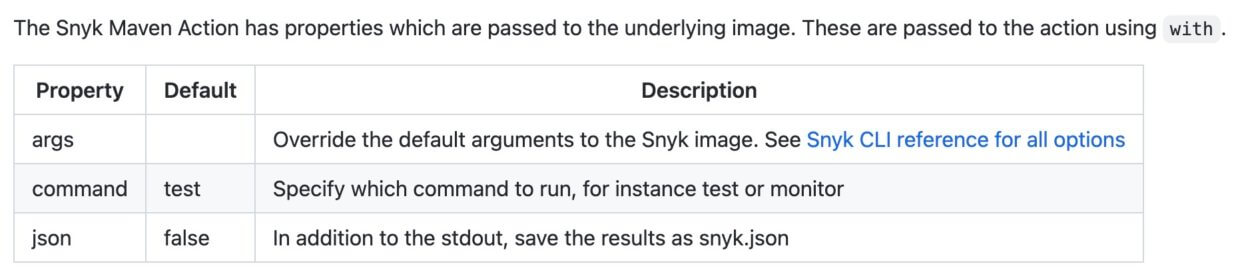 The Snyk Maven Action has properties which are passed to the underlying image. These are passed to the action using with.
Property Default Description
args Override the default arguments to the Snyk image. See Snyk CLI reference for all options
command test Specify which command to run, for instance test or monitor
json false In addition to the stdout, save the results as snyk.json